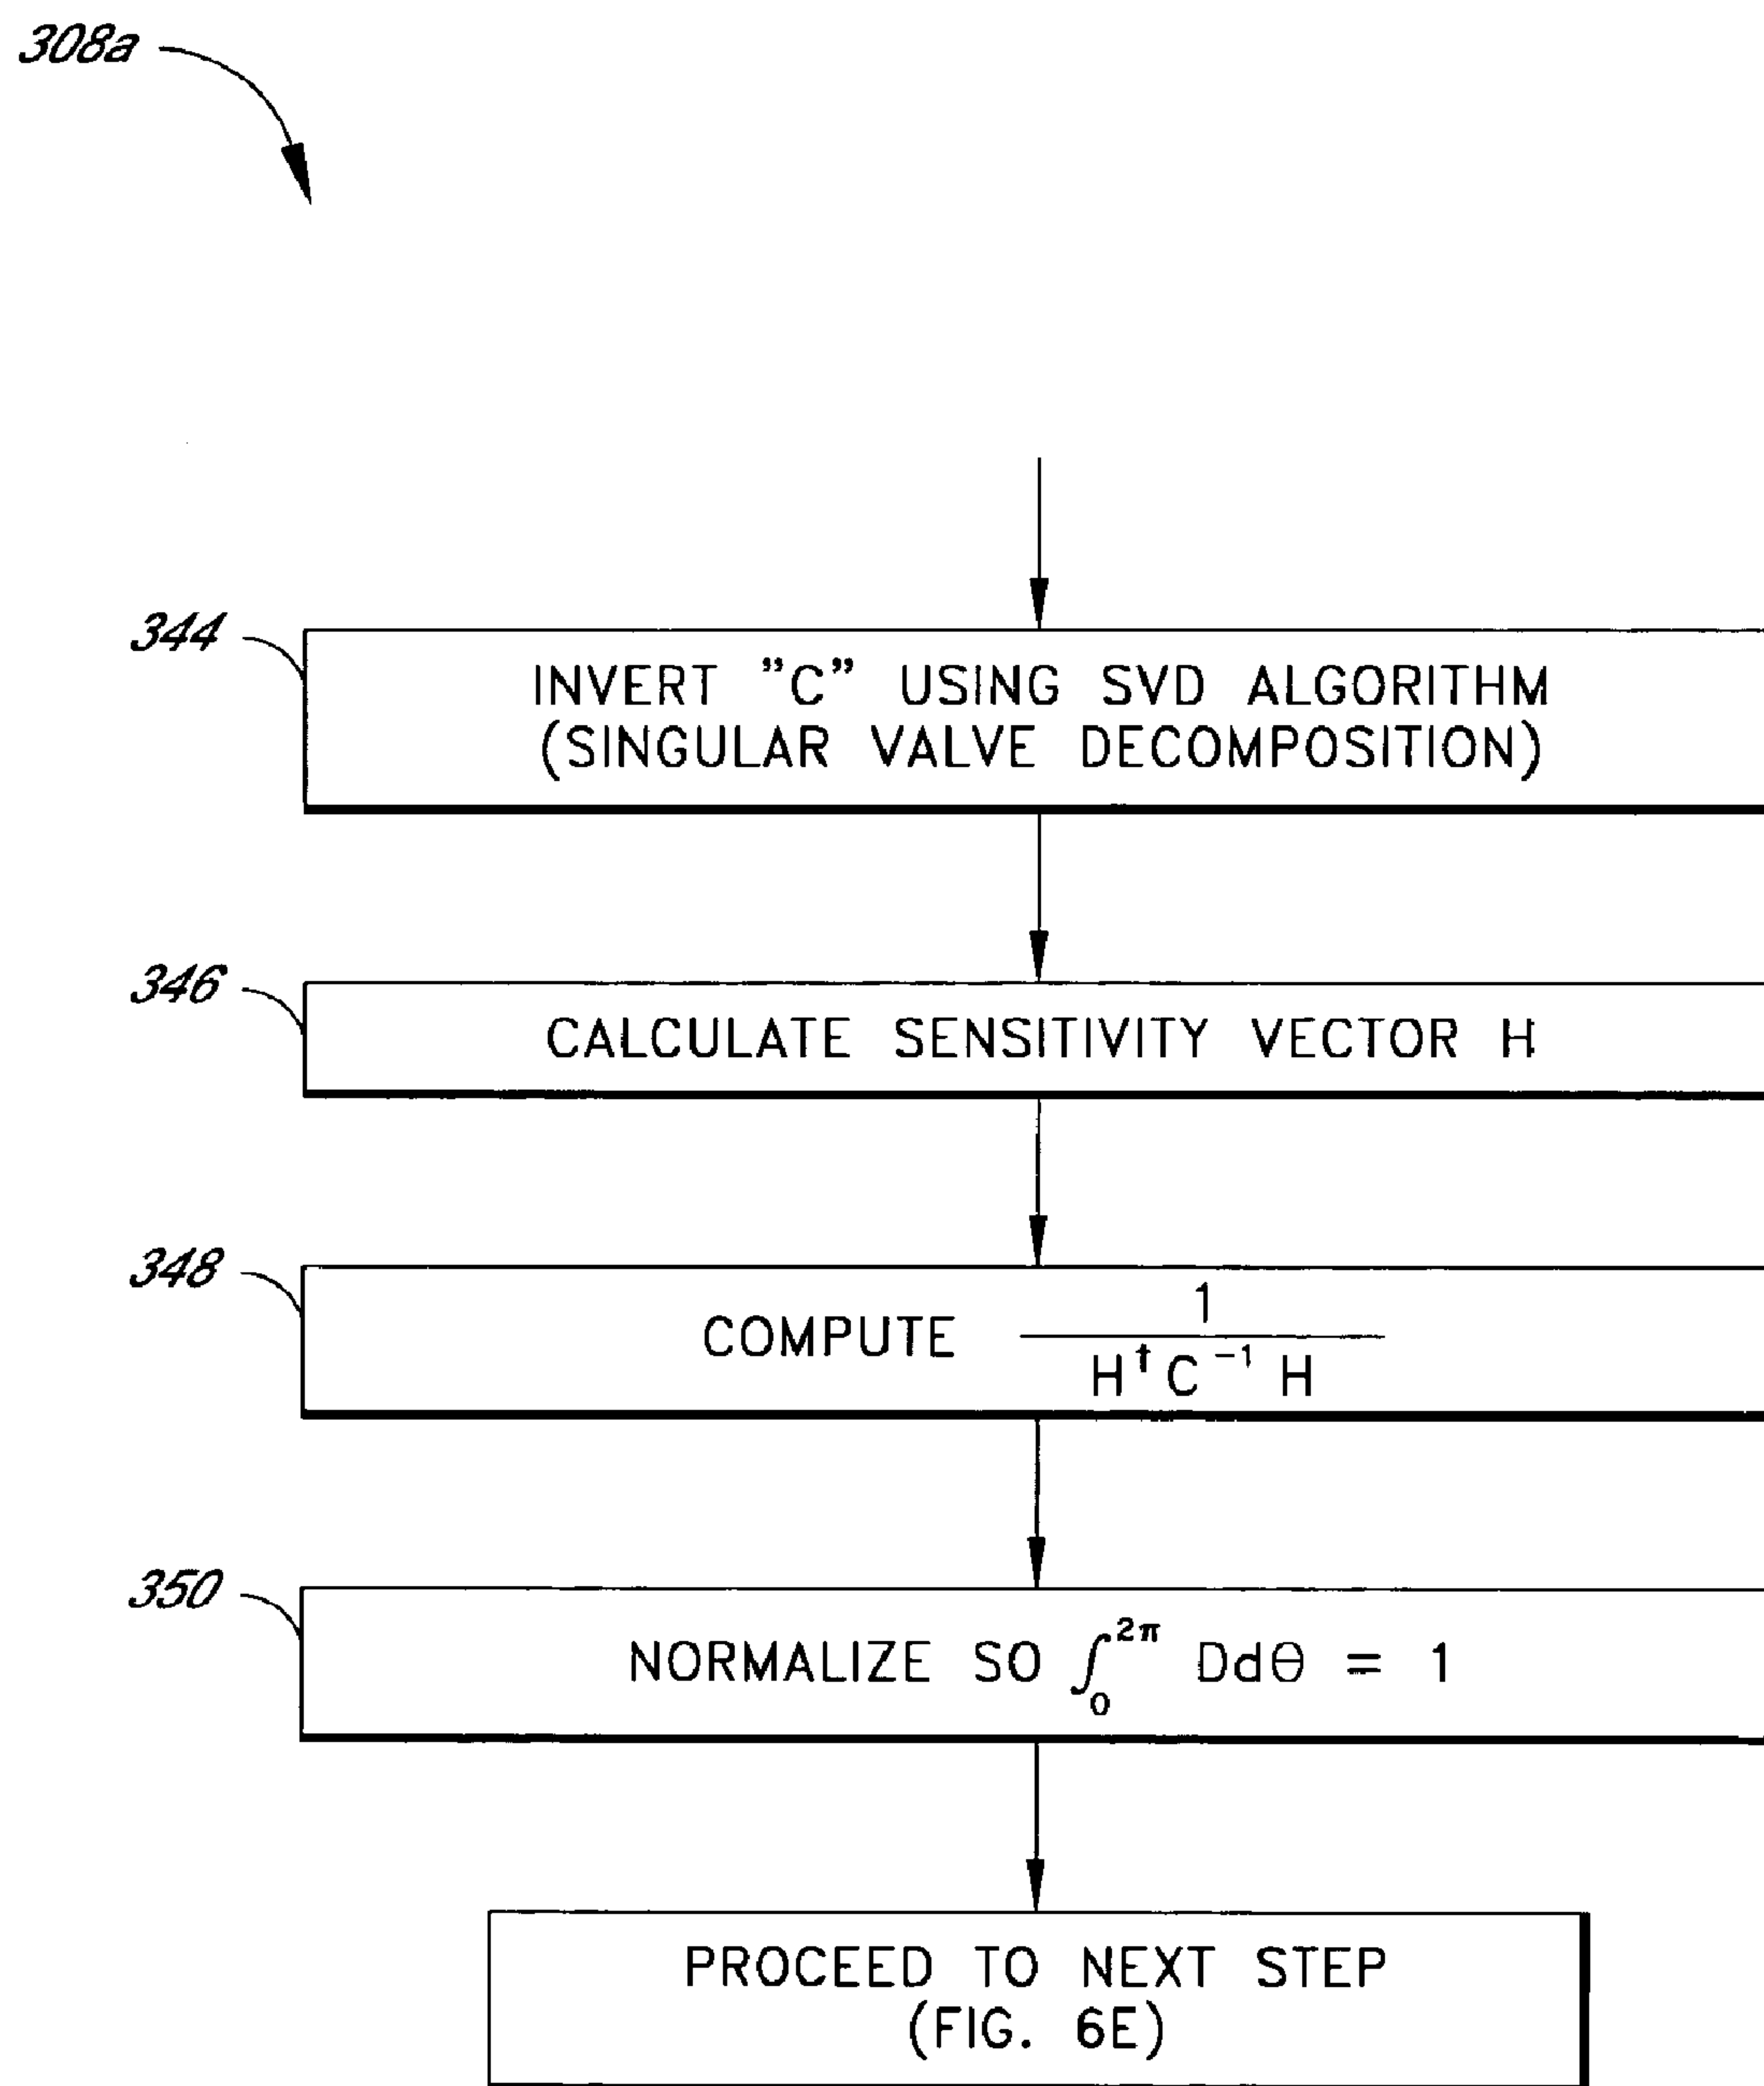 308a
344
INVERT "C" USING SVD ALGORITHM
(SINGULAR VALVE DECOMPOSITION)
346
CALCULATE SENSITIVITY VECTOR H
348
COMPUTE 1 / H^t C^-1 H
350
NORMALIZE SO ∫_0^2π Ddθ = 1
PROCEED TO NEXT STEP
(FIG. 6E)